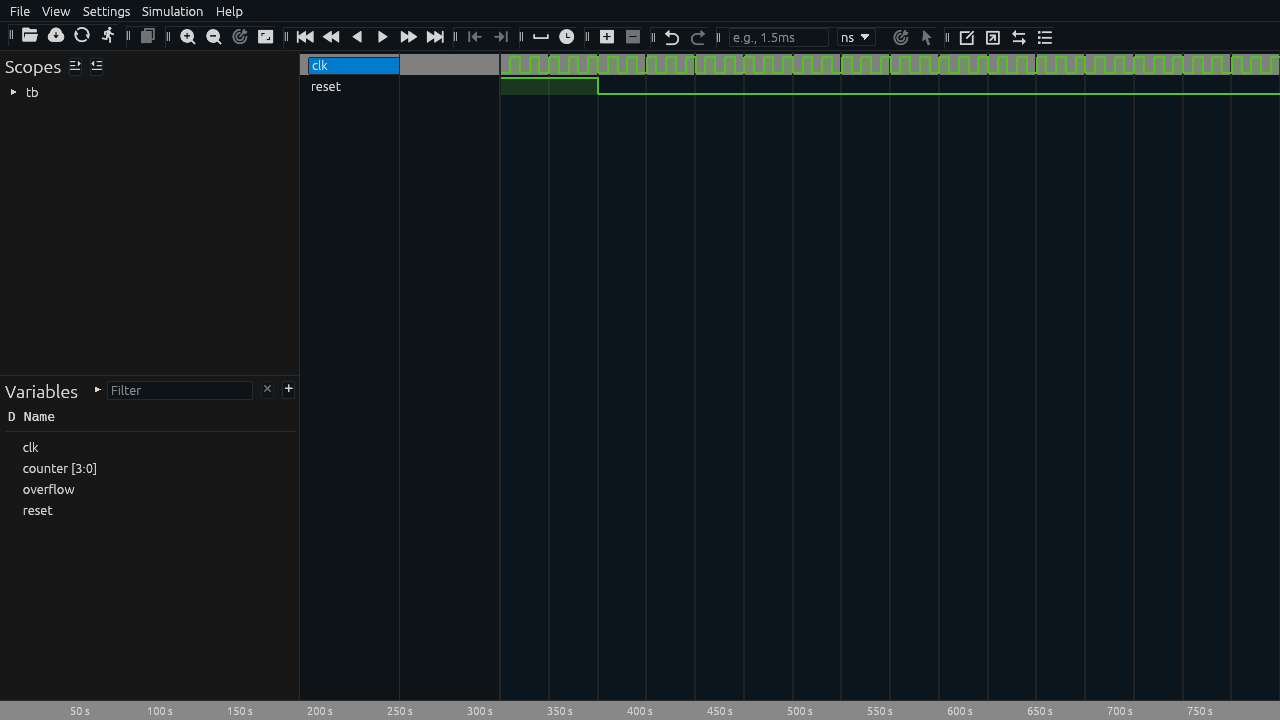 File View Settings Simulation Help
e.g., 1.5ms ns
Scopes
clk
reset
tb
Variables Filter
D Name
clk
counter [3:0]
overflow
reset
50 s 100 s 150 s 200 s 250 s 300 s 350 s 400 s 450 s 500 s 550 s 600 s 650 s 700 s 750 s